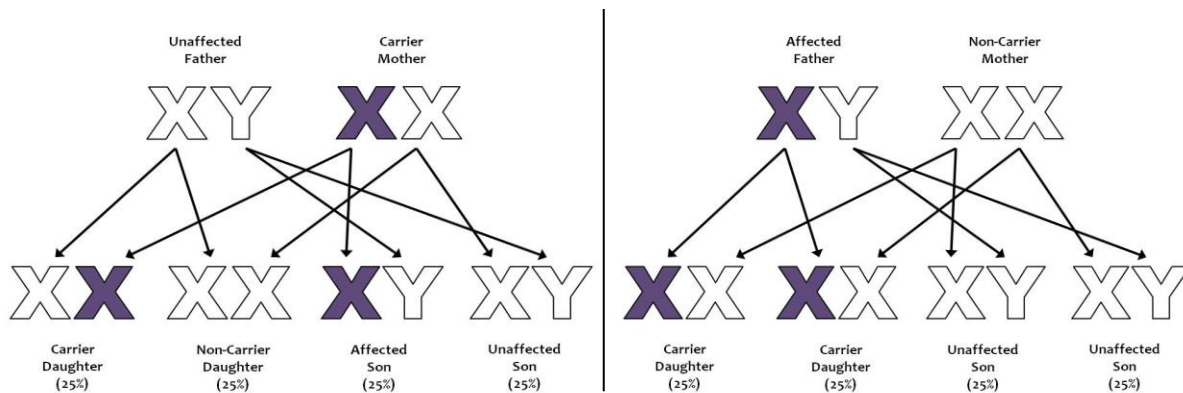 Unaffected
Father
Carrier
Mother
XY
XX
XX
XX
XY
XY
Carrier
Daughter
(25%)
Non-Carrier
Daughter
(25%)
Affected
Son
(25%)
Unaffected
Son
(25%)
Affected
Father
Non-Carrier
Mother
XY
XX
XX
XX
XY
XY
Carrier
Daughter
(25%)
Carrier
Daughter
(25%)
Unaffected
Son
(25%)
Unaffected
Son
(25%)